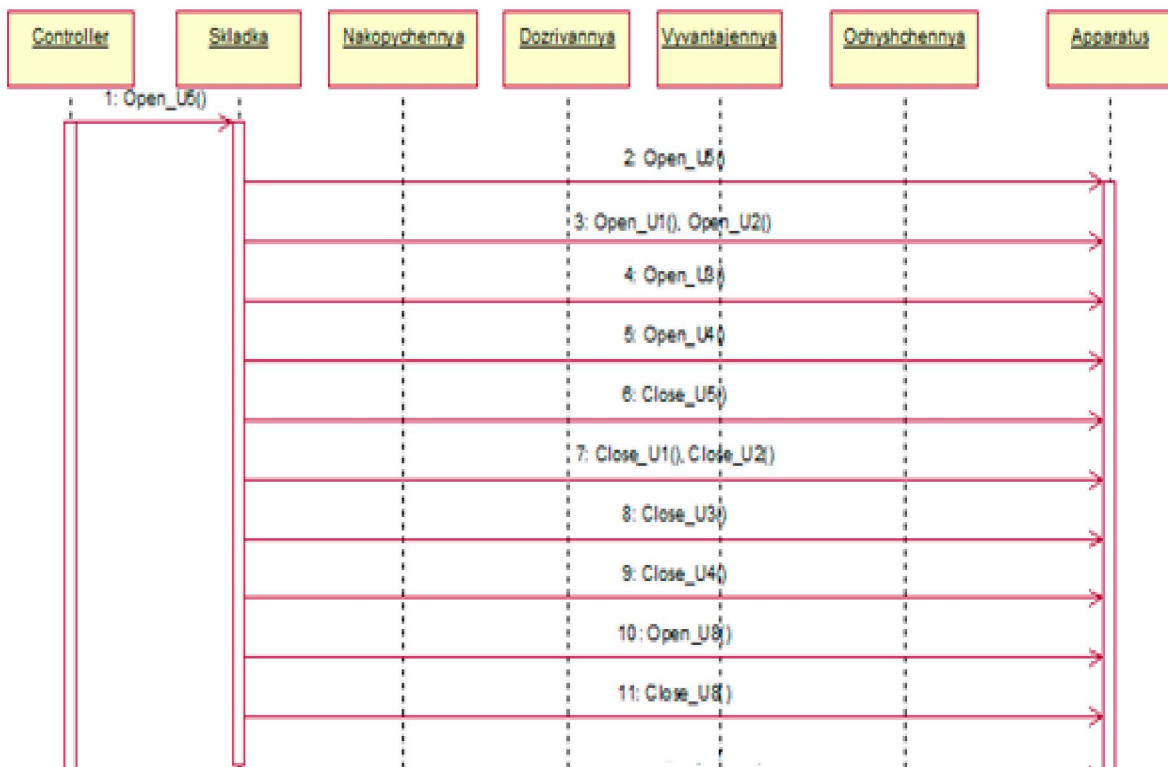 Controller
Skladka
Nakopychennya
Dozrivannya
Vyvantajennya
Ochyshchennya
Apparatus
1: Open_U5()
2: Open_U5()
3: Open_U1(), Open_U2()
4: Open_U3()
5: Open_U4()
6: Close_U5()
7: Close_U1(), Close_U2()
8: Close_U3()
9: Close_U4()
10: Open_U8()
11: Close_U8()